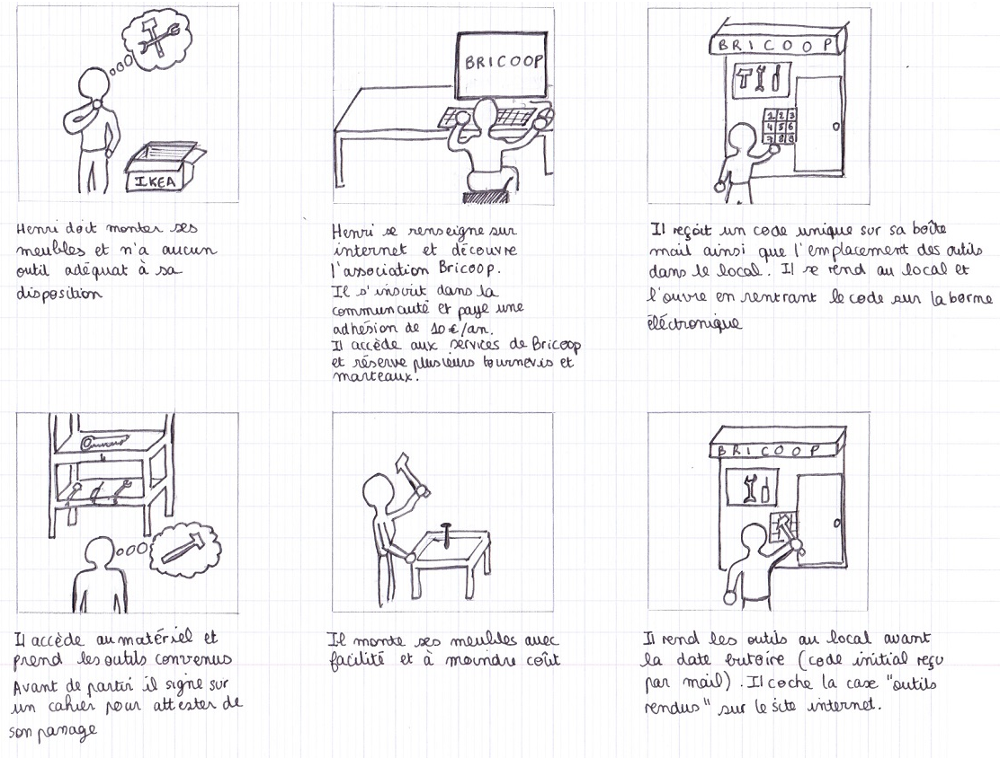 IKEA
Henri doit monter ses
meubles et n'a aucun
outil adéquat à sa
disposition
BRICOOP
Henri se renseigne sur
internet et découvre
l'association Bricoop.
Il s'inscrit dans la
communauté et paye une
adhésion de 10 €/an.
Il accède aux services de Bricoop
et réserve plusieurs tournevis et
marteaux.
BRICOOP
1 2 3
4 5 6
7 8 9
Il reçoit un code unique sur sa boîte
mail ainsi que l'emplacement des outils
dans le local. Il se rend au local et
l'ouvre en rentrant le code sur la borne
éléctronique
Il accède au matériel et
prend les outils convenus
Avant de partir il signe sur
un cahier pour attester de
son passage
Il monte ses meubles avec
facilité et à moindre coût
BRICOOP
Il rend les outils au local avant
la date butoire (code initial reçu
par mail). Il coche la case "outils
rendus" sur le site internet.